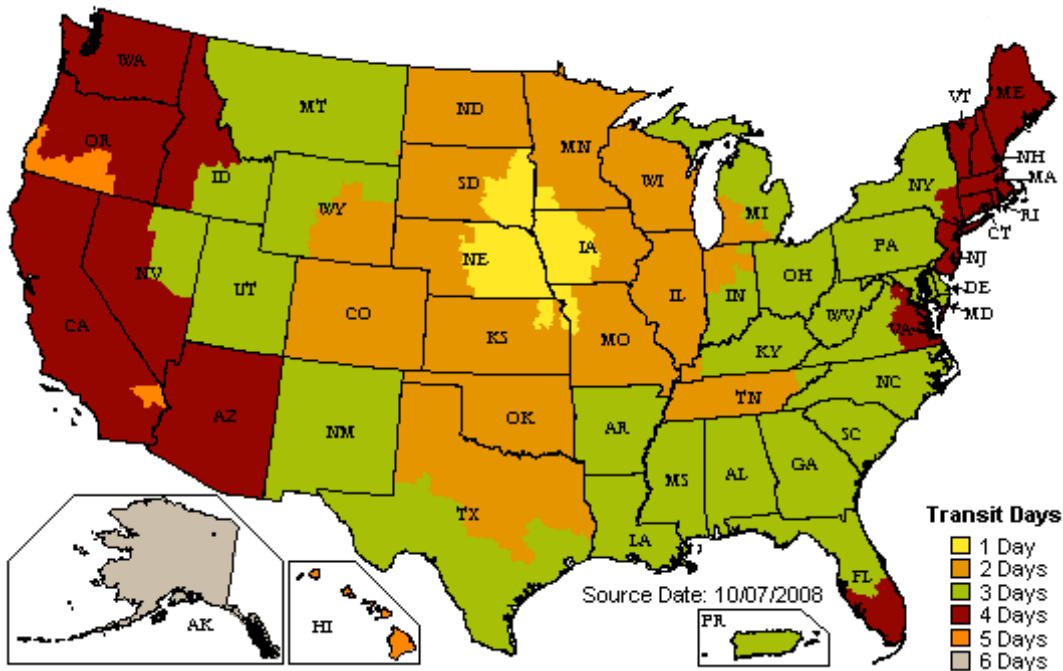 WA
MT
ND
MN
VT
ME
OR
ID
SD
WI
NH
MA
WY
MI
NY
RI
CT
IA
NE
PA
NJ
NV
UT
OH
IL
IN
DE
MD
CO
WV
CA
KS
MO
VA
KY
NC
TN
AZ
OK
NM
AR
SC
MS
AL
GA
TX
LA
FL
AK
HI
PR
Source Date: 10/07/2008
Transit Days
1 Day
2 Days
3 Days
4 Days
5 Days
6 Days